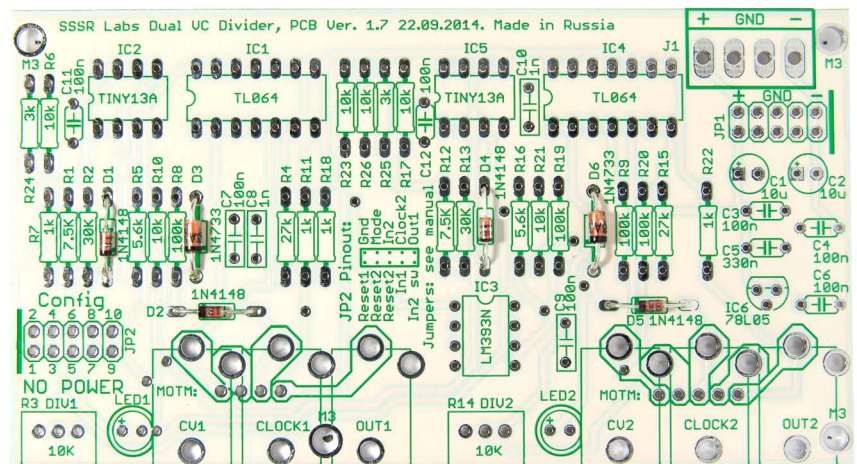 SSSR Labs Dual VC Divider, PCB Ver. 1.7 22.09.2014. Made in Russia
+ GND -
M3
R6
C11
100n
IC2
IC1
100n
IC5
C10
1n
IC4
J1
M3
3k
10k
TINY13A
TL064
10k
10k
3k
10k
TINY13A
TL064
+ GND -
JP1
R24
R1
R2
D1
R5
R10
R8
D3
C7
100n
C8
1n
R4
R11
R18
R23
R26
R25
R17
C12
R12
R13
D4
1N4148
R16
R21
R19
D6
1N4733
R9
R20
R15
R22
C1
10u
C2
10u
R7
1k
7.5K
30K
1N4148
5.6k
10k
100k
1N4733
27k
1k
1k
JP2 Pinout:
Gnd
Mode
In2
Clock2
Out1
Reset1
Reset2
Reset2
In1
In2 sw
Jumpers: see manual
7.5K
30K
5.6k
10k
100k
100k
100k
27k
1k
C3
100n
C4
100n
C5
330n
C6
100n
Config
2 4 6 8 10
JP2
1 3 5 7 9
NO POWER
D2
1N4148
IC3
LM393N
C9
100n
D5 1N4148
IC6
78L05
MOTM:
MOTM:
R3 DIV1
LED1
M3
R14 DIV2
LED2
M3
10K
CV1
CLOCK1
OUT1
10K
CV2
CLOCK2
OUT2